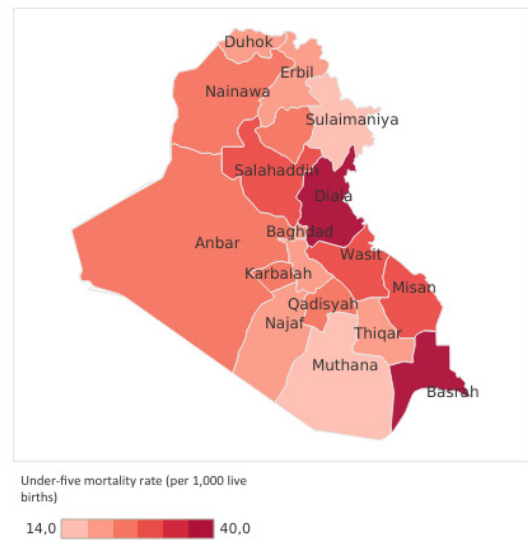 Duhok
Erbil
Nainawa
Sulaimaniya
Salahaddin
Diala
Baghdad
Anbar
Wasit
Karbalah
Misan
Qadisyah
Najaf
Thiqar
Muthana
Basrah
Under-five mortality rate (per 1,000 live
births)
14,0 40,0